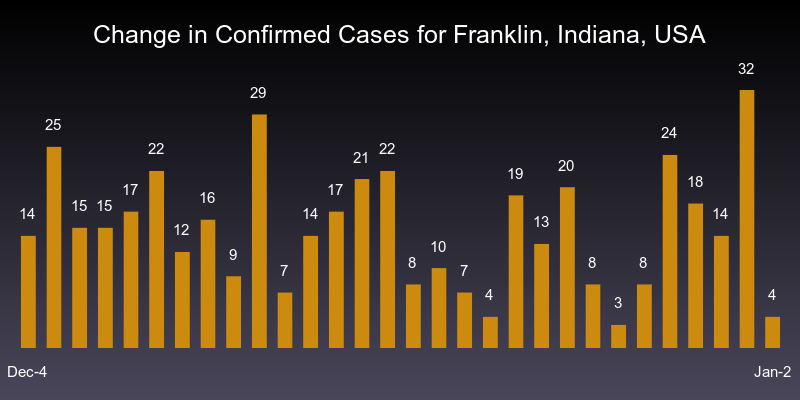 Change in Confirmed Cases for Franklin, Indiana, USA
14 25 15 15 17 22 12 16 9 29 7 14 17 21 22 8 10 7 4 19 13 20 8 3 8 24 18 14 32 4
Dec-4 Jan-2